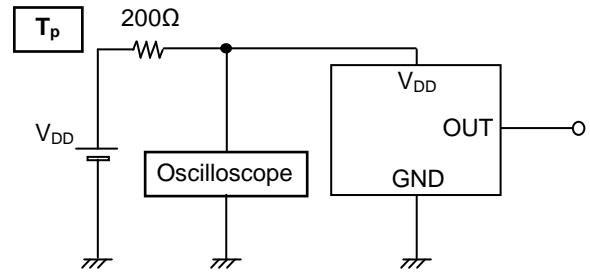 Tp
200Ω
VDD
VDD
OUT
Oscilloscope
GND